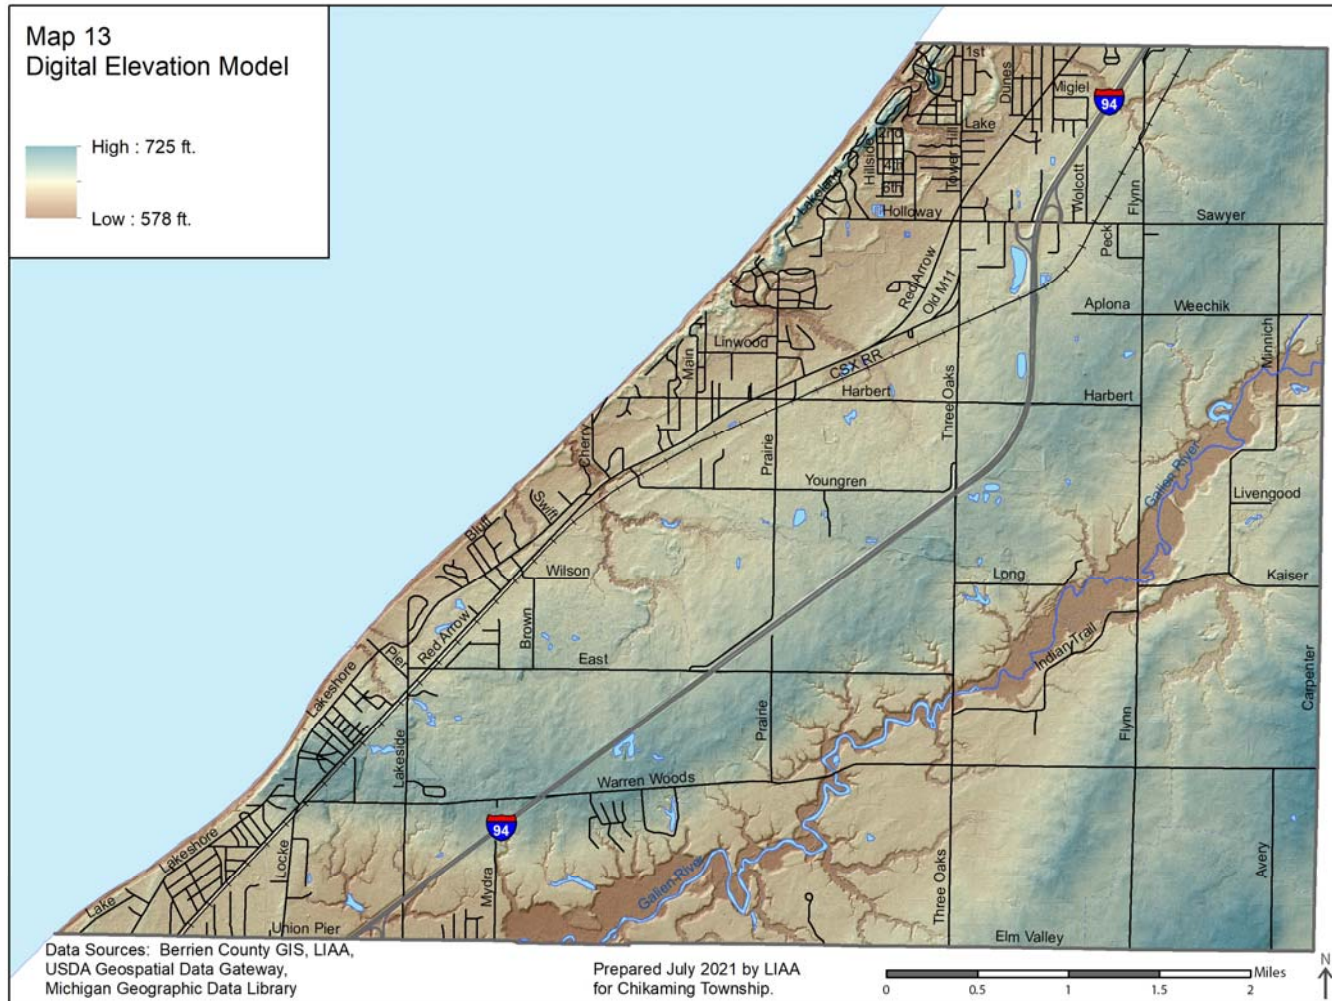 Map 13
Digital Elevation Model
High : 725 ft.
Low : 578 ft.
1st
Dunes
Migiel
94
Lake
2nd
Hillside
4th
Tower Hill
6th
Lakeland
Wolcott
Flynn
Holloway
Sawyer
Peck
Red Arrow
Old M11
Aplona
Weechik
Minnich
Linwood
Main
CSX RR
Harbert
Three Oaks
Harbert
Cherry
Prairie
Galien River
Youngren
Livengood
Swift
Bluff
Wilson
Long
Kaiser
Brown
Red Arrow
Piel
East
Indian Trail
Lakeshore
Carpenter
Prairie
Flynn
Lakeside
Warren Woods
94
Lakeshore
Locke
Mydra
Galien River
Three Oaks
Avery
Lake
Union Pier
Elm Valley
Data Sources: Berrien County GIS, LIAA,
USDA Geospatial Data Gateway,
Michigan Geographic Data Library
Prepared July 2021 by LIAA
for Chikaming Township.
Miles
0 0.5 1 1.5 2
N